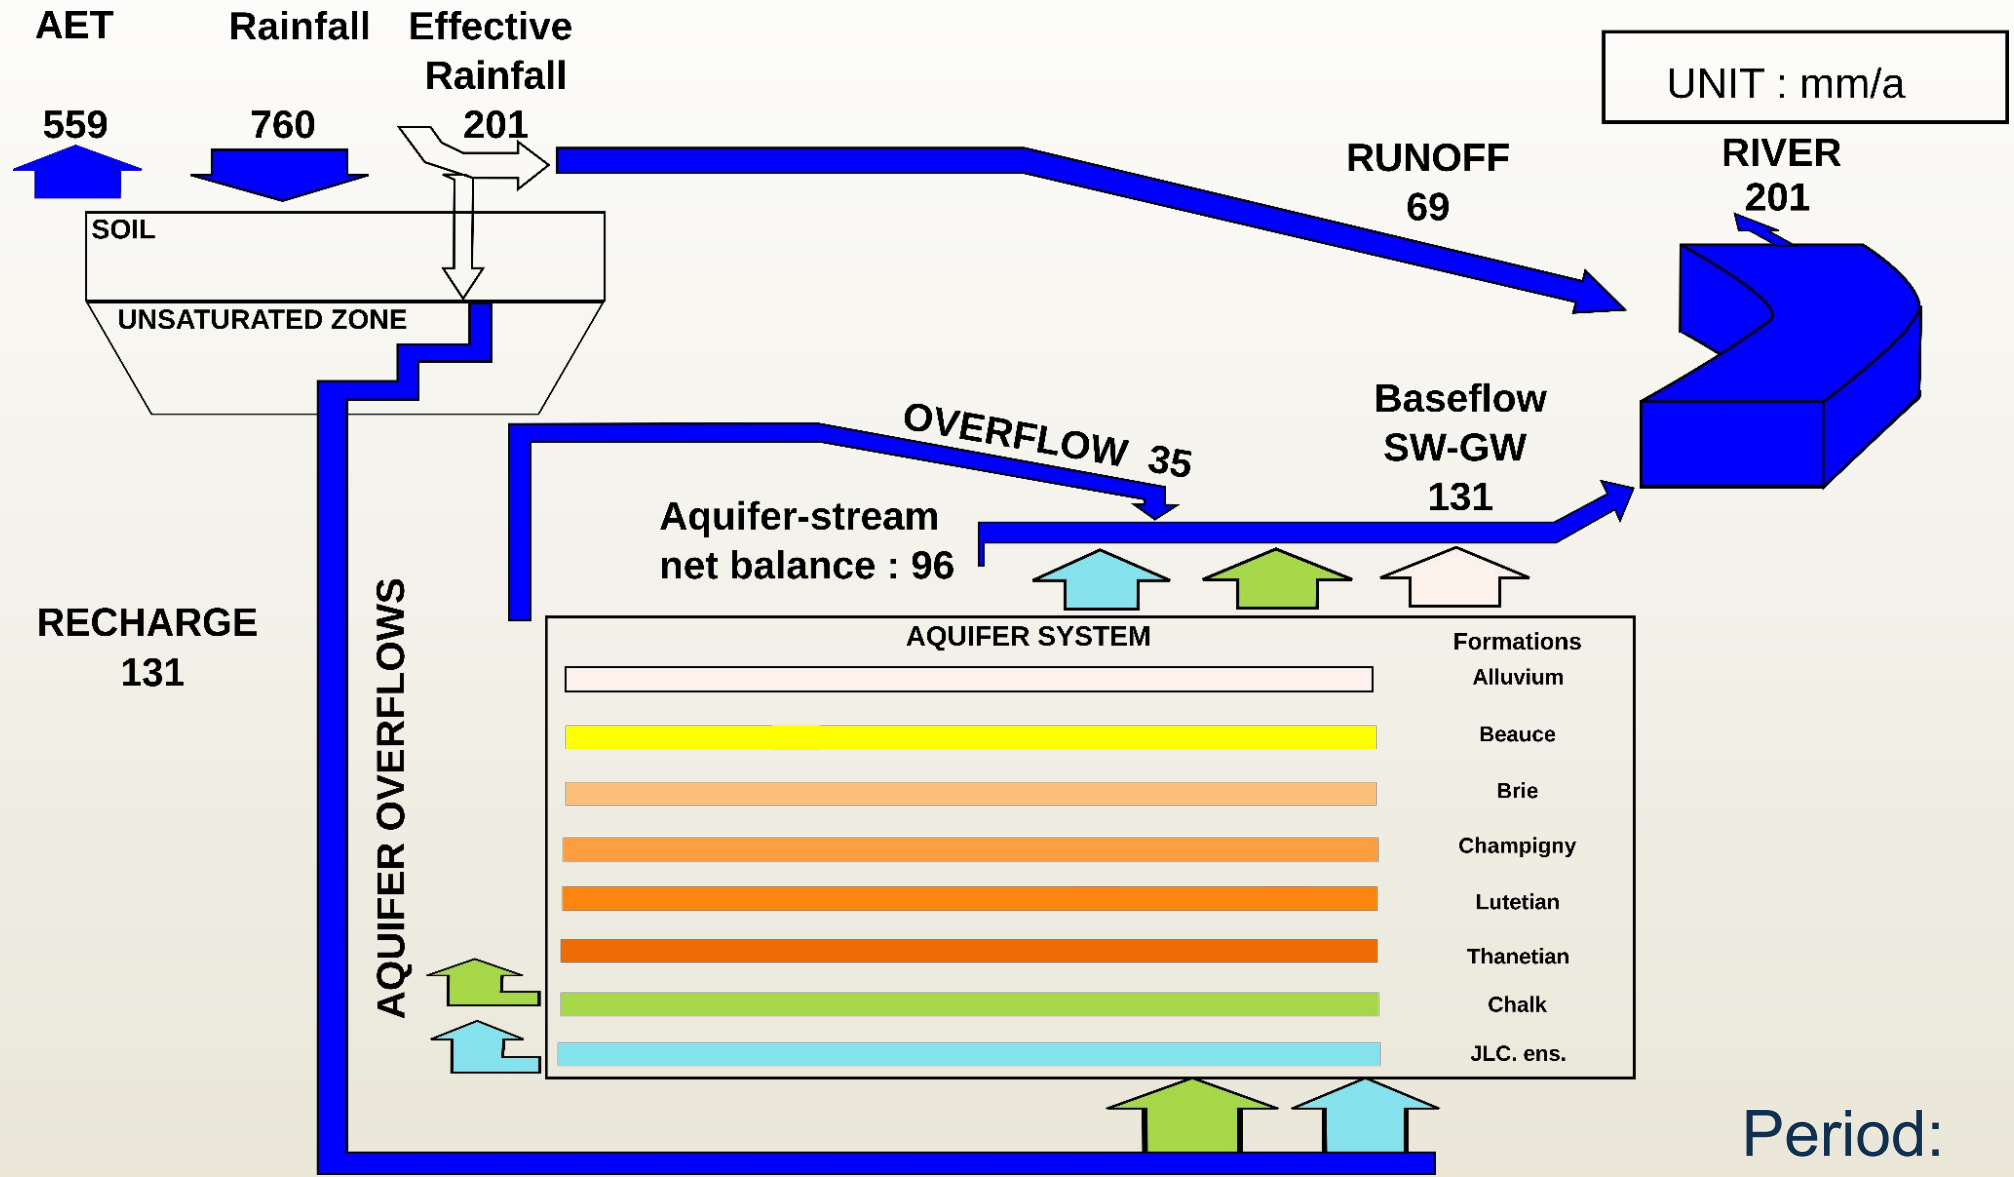 AET
559
Rainfall
760
Effective
Rainfall
201
UNIT : mm/a
RUNOFF
69
RIVER
201
SOIL
UNSATURATED ZONE
OVERFLOW 35
Baseflow
SW-GW
131
Aquifer-stream
net balance : 96
RECHARGE
131
AQUIFER OVERFLOWS
AQUIFER SYSTEM
Formations
Alluvium
Beauce
Brie
Champigny
Lutetian
Thanetian
Chalk
JLC. ens.
Period: